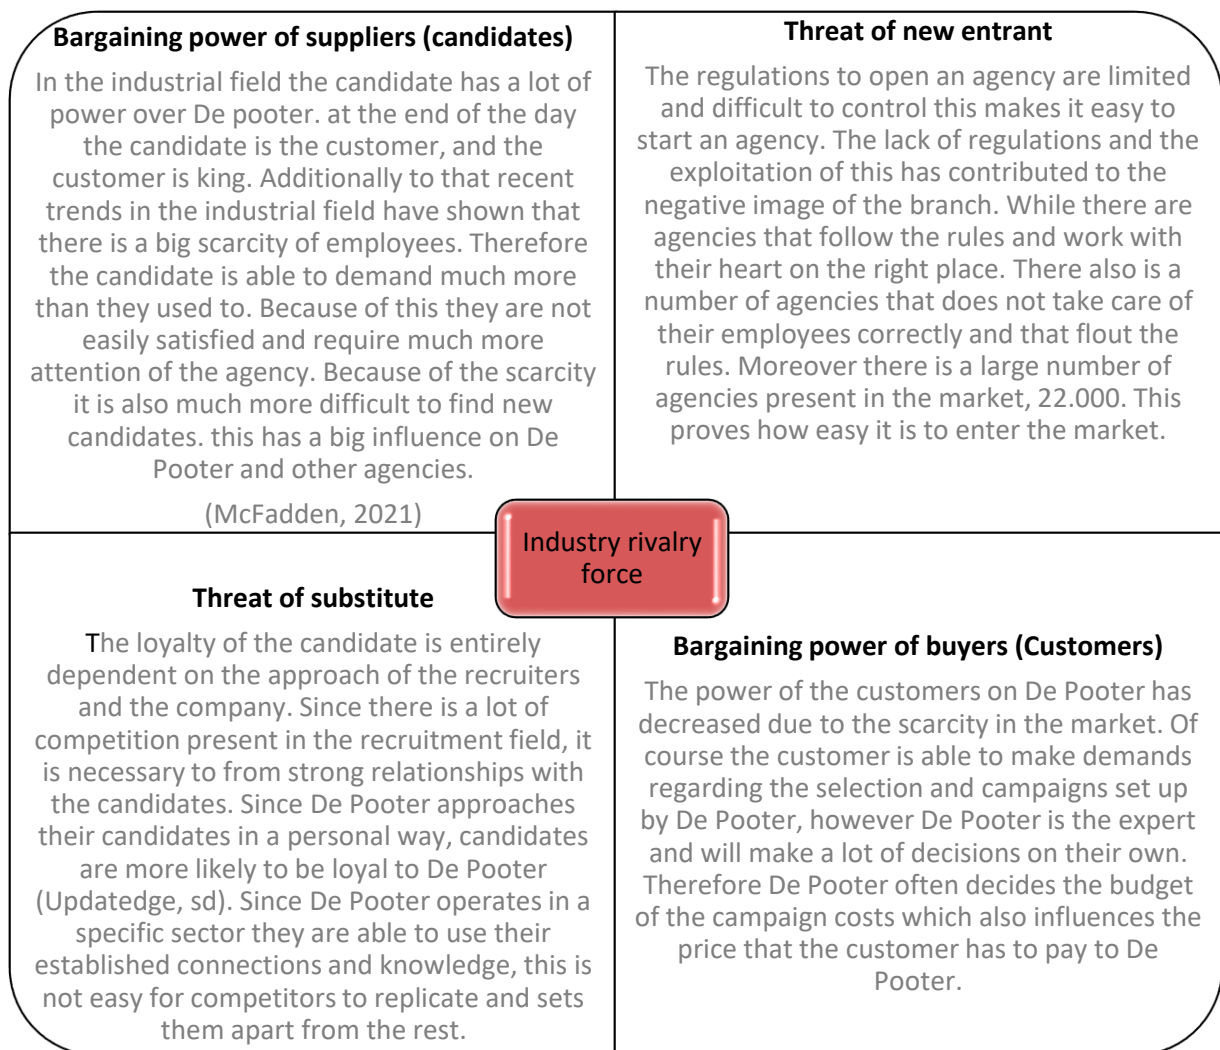 Bargaining power of suppliers (candidates)
In the industrial field the candidate has a lot of
power over De pooter. at the end of the day
the candidate is the customer, and the
customer is king. Additionally to that recent
trends in the industrial field have shown that
there is a big scarcity of employees. Therefore
the candidate is able to demand much more
than they used to. Because of this they are not
easily satisfied and require much more
attention of the agency. Because of the scarcity
it is also much more difficult to find new
candidates. this has a big influence on De
Pooter and other agencies.
(McFadden, 2021)
Threat of new entrant
The regulations to open an agency are limited
and difficult to control this makes it easy to
start an agency. The lack of regulations and the
exploitation of this has contributed to the
negative image of the branch. While there are
agencies that follow the rules and work with
their heart on the right place. There also is a
number of agencies that does not take care of
their employees correctly and that flout the
rules. Moreover there is a large number of
agencies present in the market, 22.000. This
proves how easy it is to enter the market.
Industry rivalry
force
Threat of substitute
The loyalty of the candidate is entirely
dependent on the approach of the recruiters
and the company. Since there is a lot of
competition present in the recruitment field, it
is necessary to from strong relationships with
the candidates. Since De Pooter approaches
their candidates in a personal way, candidates
are more likely to be loyal to De Pooter
(Updatedge, sd). Since De Pooter operates in a
specific sector they are able to use their
established connections and knowledge, this is
not easy for competitors to replicate and sets
them apart from the rest.
Bargaining power of buyers (Customers)
The power of the customers on De Pooter has
decreased due to the scarcity in the market. Of
course the customer is able to make demands
regarding the selection and campaigns set up
by De Pooter, however De Pooter is the expert
and will make a lot of decisions on their own.
Therefore De Pooter often decides the budget
of the campaign costs which also influences the
price that the customer has to pay to De
Pooter.